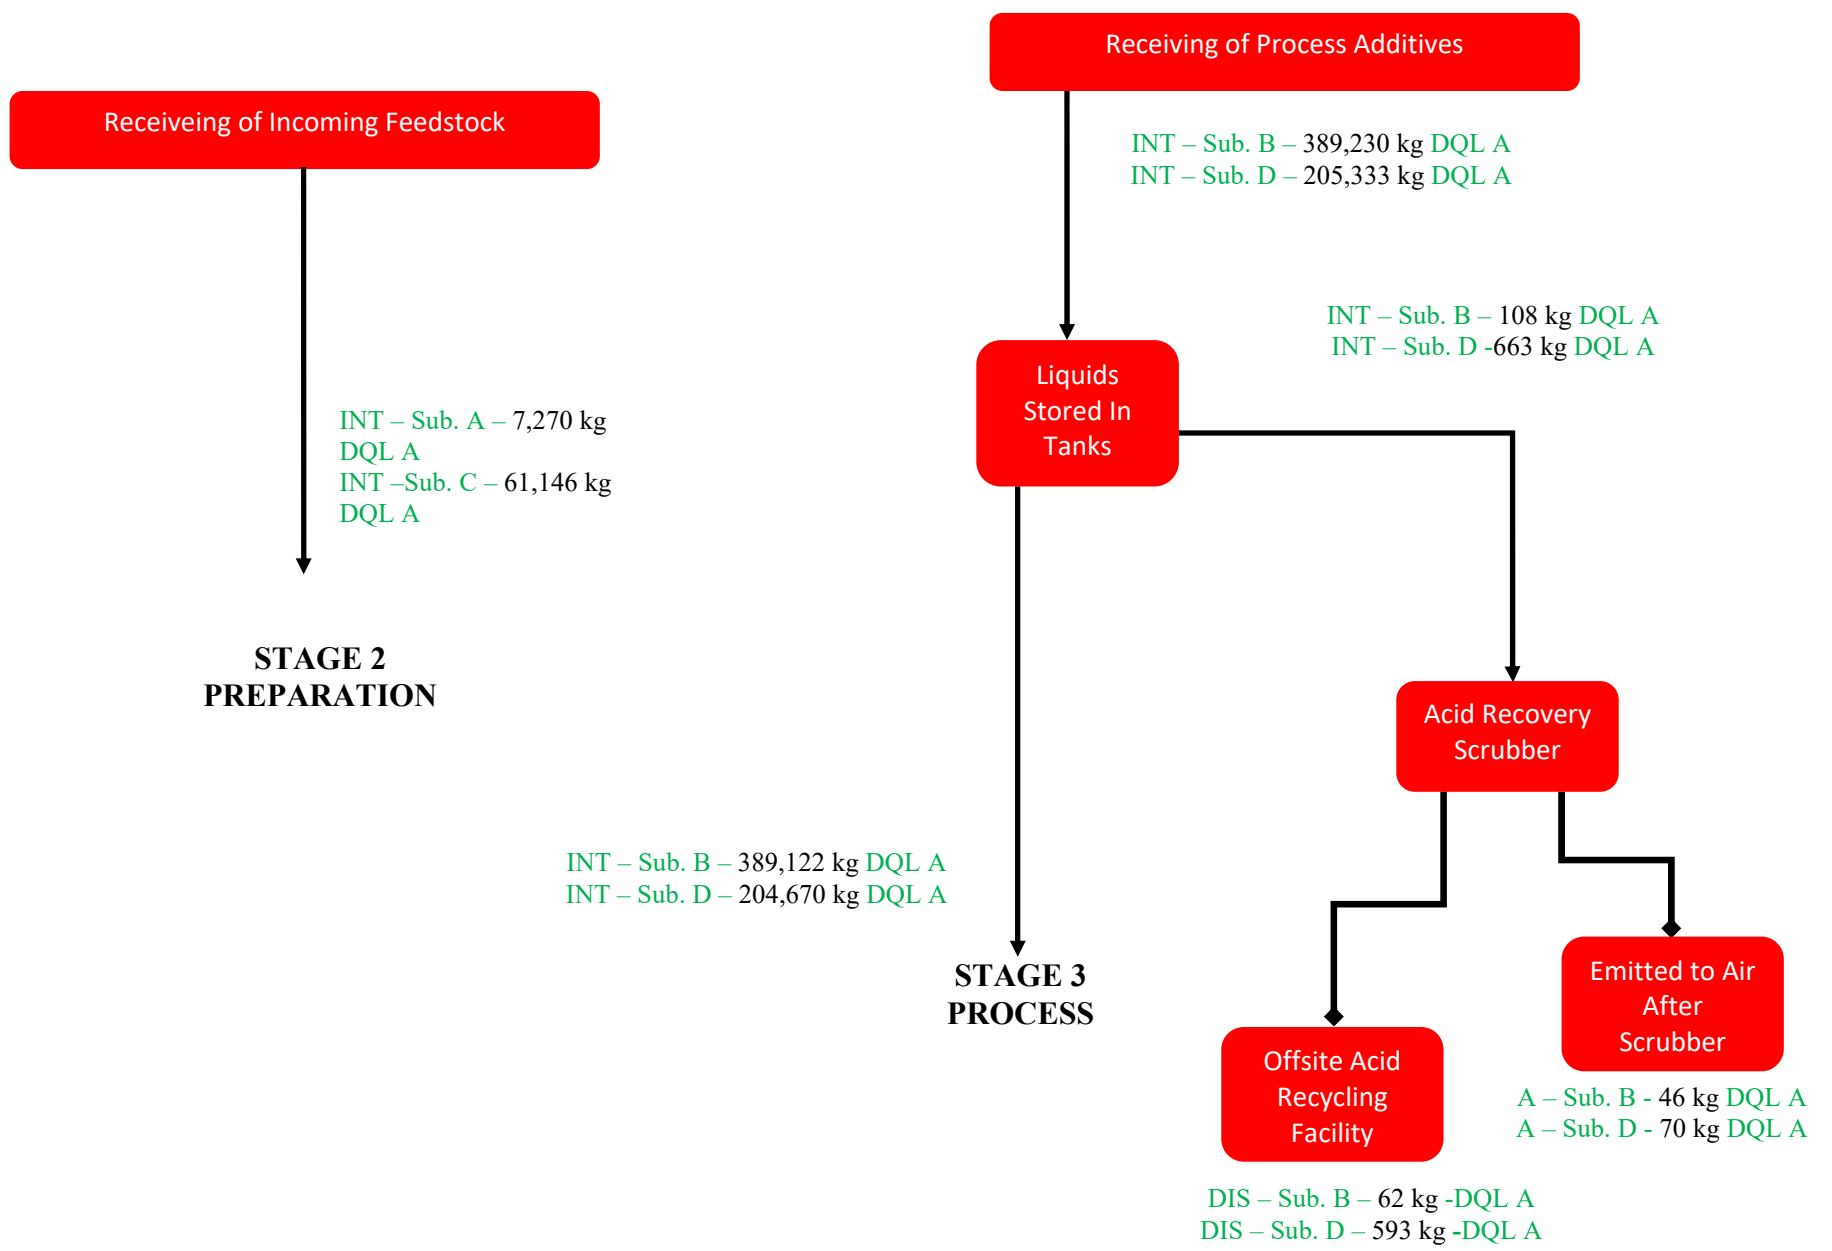 Receiving of Process Additives
Receiveing of Incoming Feedstock
INT – Sub. B – 389,230 kg DQL A
INT – Sub. D – 205,333 kg DQL A
INT – Sub. B – 108 kg DQL A
INT – Sub. D -663 kg DQL A
Liquids
Stored In
Tanks
INT – Sub. A – 7,270 kg
DQL A
INT –Sub. C – 61,146 kg
DQL A
STAGE 2
PREPARATION
Acid Recovery
Scrubber
INT – Sub. B – 389,122 kg DQL A
INT – Sub. D – 204,670 kg DQL A
STAGE 3
PROCESS
Emitted to Air
After
Scrubber
Offsite Acid
Recycling
Facility
A – Sub. B - 46 kg DQL A
A – Sub. D - 70 kg DQL A
DIS – Sub. B – 62 kg -DQL A
DIS – Sub. D – 593 kg -DQL A